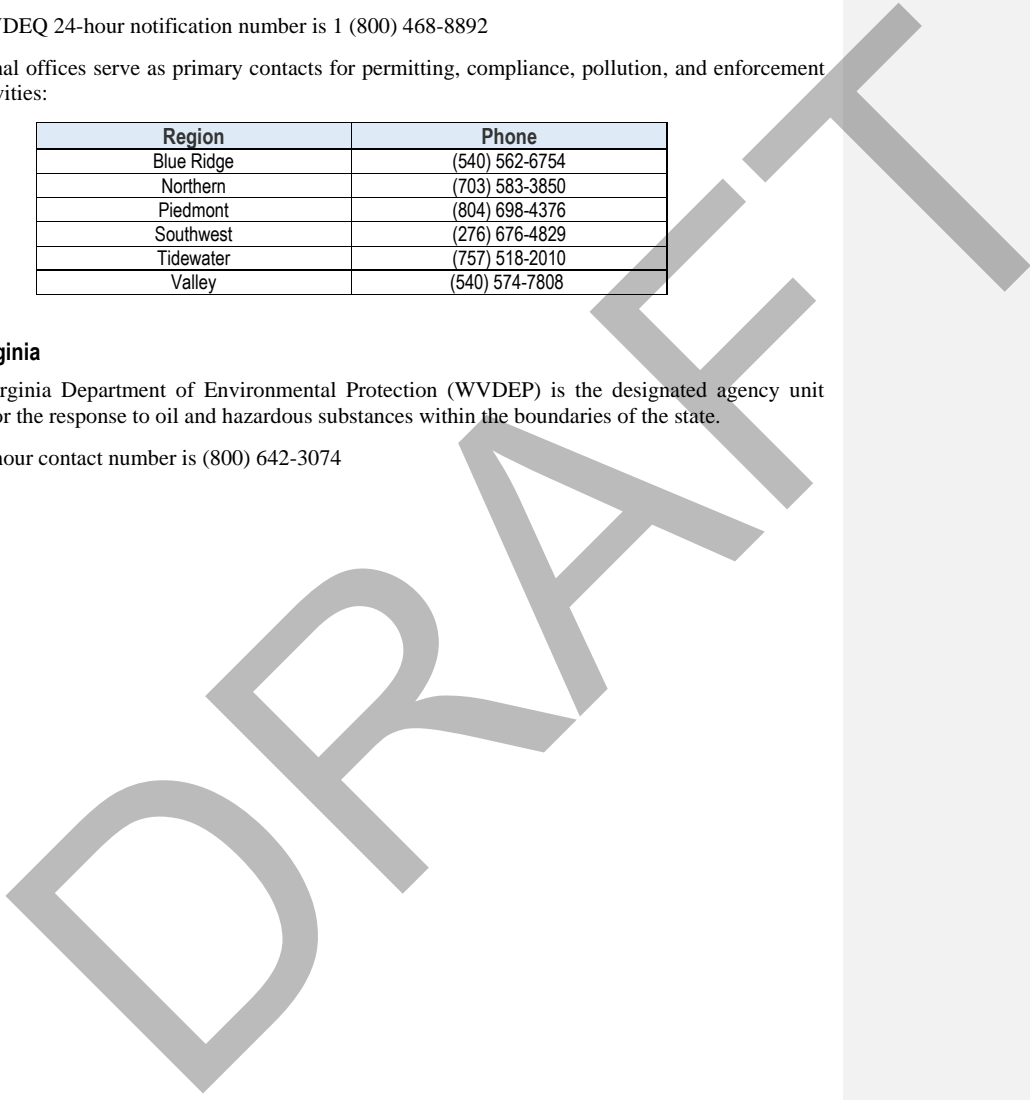 VDEQ 24-hour notification number is 1 (800) 468-8892
nal offices serve as primary contacts for permitting, compliance, pollution, and enforcement
vities:
Region Phone
Blue Ridge (540) 562-6754
Northern (703) 583-3850
Piedmont (804) 698-4376
Southwest (276) 676-4829
Tidewater (757) 518-2010
Valley (540) 574-7808
ginia
irginia Department of Environmental Protection (WVDEP) is the designated agency unit
or the response to oil and hazardous substances within the boundaries of the state.
hour contact number is (800) 642-3074
DRAFT